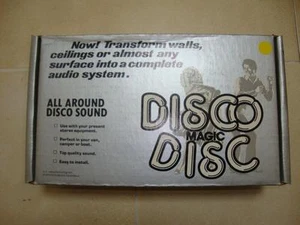 Now! Transform walls,
ceilings or almost any
surface into a complete
audio system.
ALL AROUND
DISCO SOUND
Use with your present
stereo equipment.
Perfect in your van,
camper or boat.
Top quality sound.
Easy to install.
DISCO
MAGIC
DISC